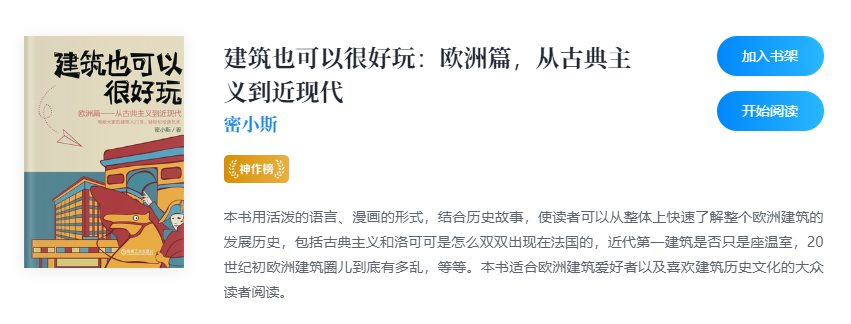 建筑也可以
很好玩
欧洲篇——从古典主义到近现代
密小斯/著
建筑也可以很好玩：欧洲篇，从古典主
义到近现代
密小斯
神作榜
本书用活泼的语言、漫画的形式，结合历史故事，使读者可以从整体上快速了解整个欧洲建筑的
发展历史，包括古典主义和洛可可是怎么双双出现在法国的，近代第一建筑是否只是座温室，20
世纪初欧洲建筑圈儿到底有多乱，等等。本书适合欧洲建筑爱好者以及喜欢建筑历史文化的大众
读者阅读。
加入书架
开始阅读